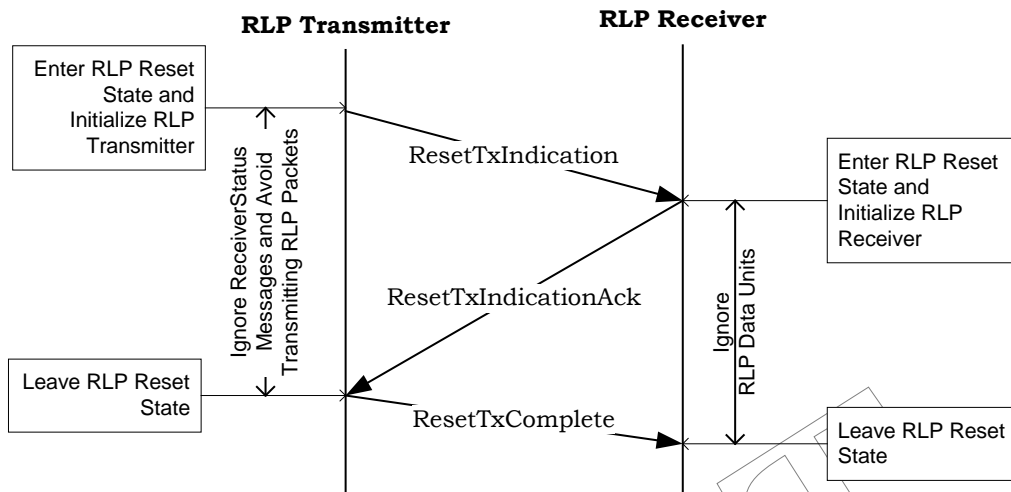 RLP Transmitter
RLP Receiver
Enter RLP Reset
State and
Initialize RLP
Transmitter
Ignore ReceiverStatus
Messages and Avoid
Transmitting RLP Packets
ResetTxIndication
Enter RLP Reset
State and
Initialize RLP
Receiver
ResetTxIndicationAck
Ignore
RLP Data Units
Leave RLP Reset
State
ResetTxComplete
Leave RLP Reset
State